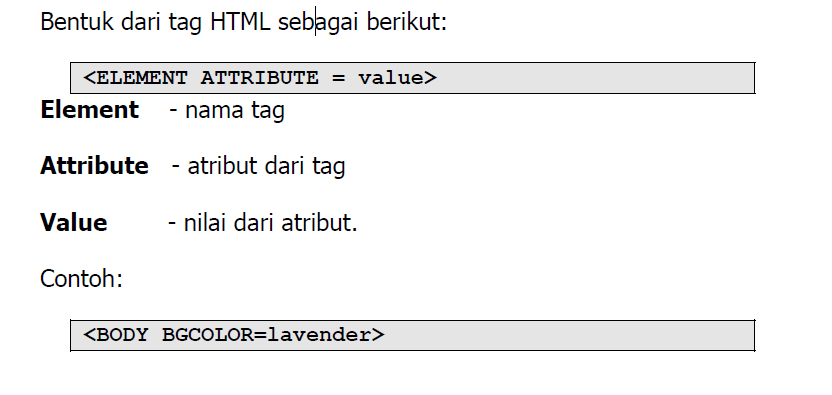 Bentuk dari tag HTML sebagai berikut:
<ELEMENT ATTRIBUTE = value>
Element - nama tag
Attribute - atribut dari tag
Value - nilai dari atribut.
Contoh:
<BODY BGCOLOR=lavender>